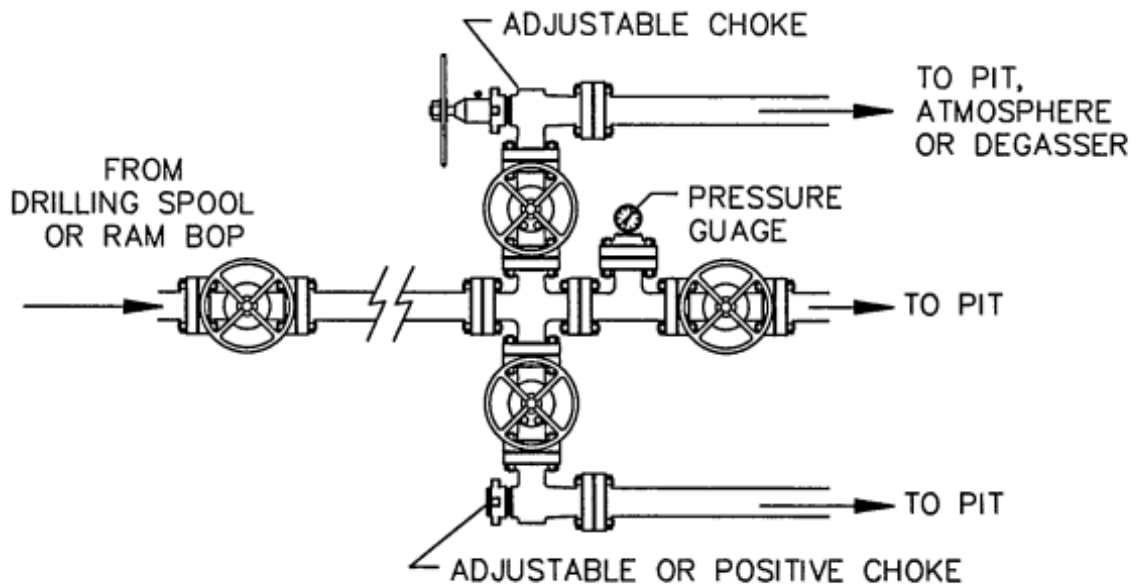 ADJUSTABLE CHOKE
TO PIT,
ATMOSPHERE
OR DEGASSER
FROM
DRILLING SPOOL
OR RAM BOP
PRESSURE
GUAGE
TO PIT
TO PIT
ADJUSTABLE OR POSITIVE CHOKE